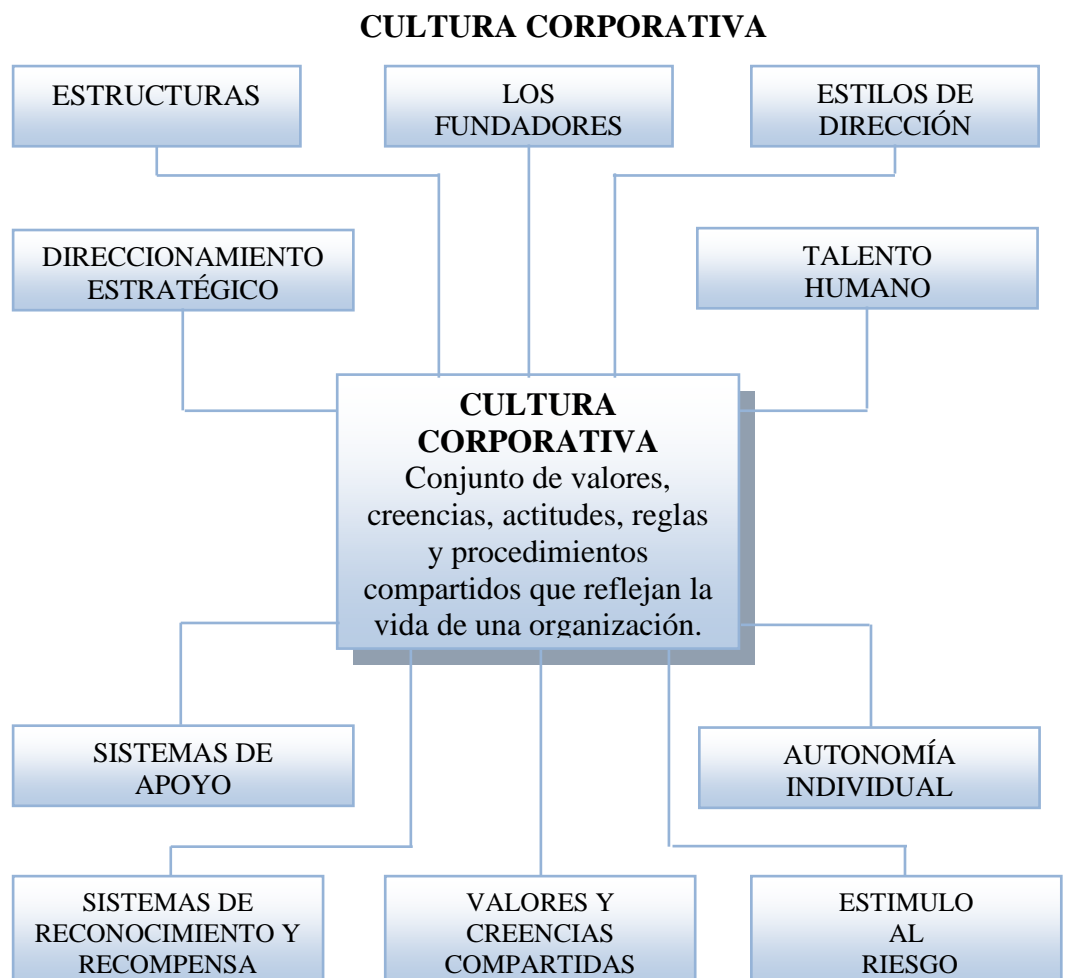 CULTURA CORPORATIVA
ESTRUCTURAS
LOS
FUNDADORES
ESTILOS DE
DIRECCIÓN
DIRECCIONAMIENTO
ESTRATÉGICO
TALENTO
HUMANO
CULTURA
CORPORATIVA
Conjunto de valores,
creencias, actitudes, reglas
y procedimientos
compartidos que reflejan la
vida de una organización.
SISTEMAS DE
APOYO
AUTONOMÍA
INDIVIDUAL
SISTEMAS DE
RECONOCIMIENTO Y
RECOMPENSA
VALORES Y
CREENCIAS
COMPARTIDAS
ESTIMULO
AL
RIESGO